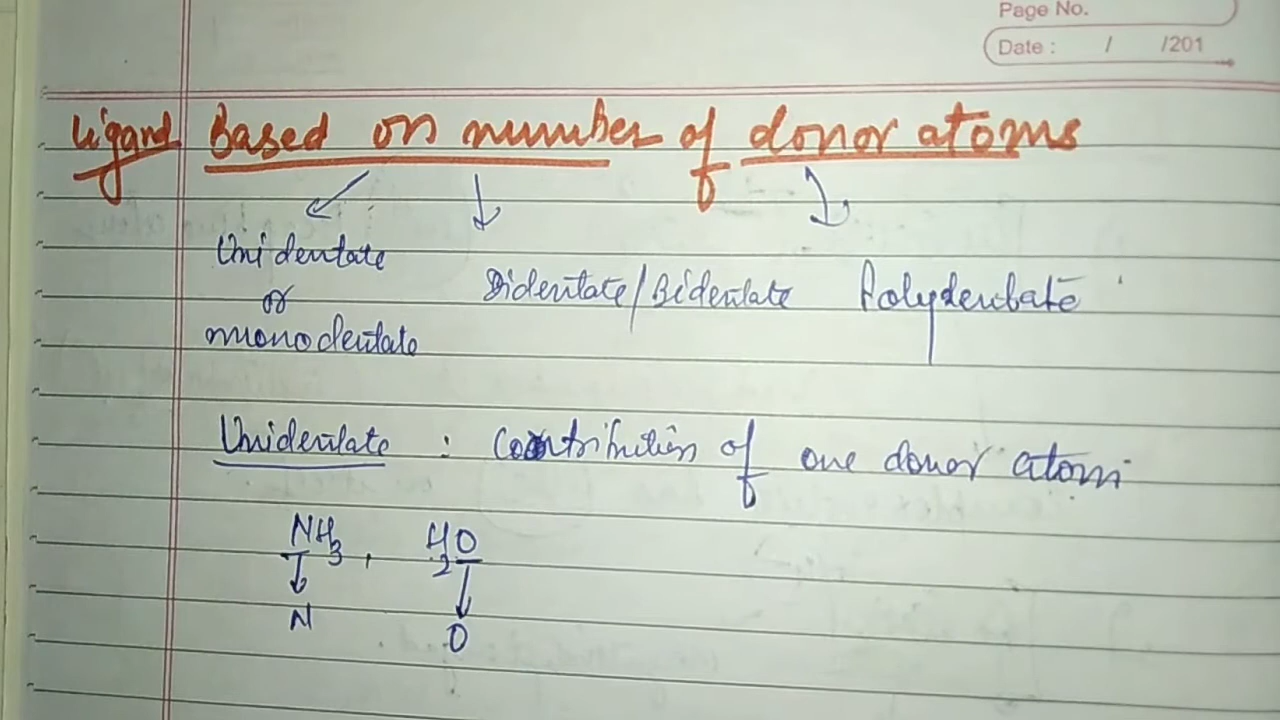 Page No.
Date : / /201
Ligand Based on number of donor atoms
Unidentate
or
monodentate
Didentate/Bidentate
Polydentate
Unidentate : Contribution of one donor atom
NH3, H2O
N
O